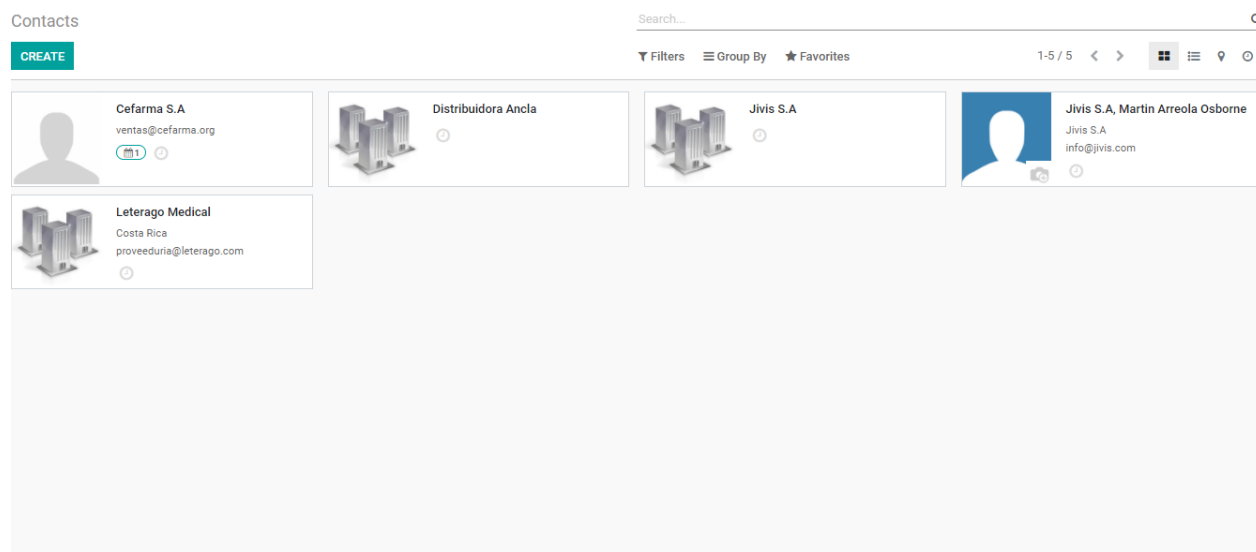 Contacts
Search...
CREATE
Filters Group By Favorites 1-5 / 5
Cefarma S.A
ventas@cefarma.org
1
Distribuidora Ancla
Jivis S.A
Jivis S.A, Martin Arreola Osborne
Jivis S.A
info@jivis.com
Leterago Medical
Costa Rica
proveeduria@leterago.com